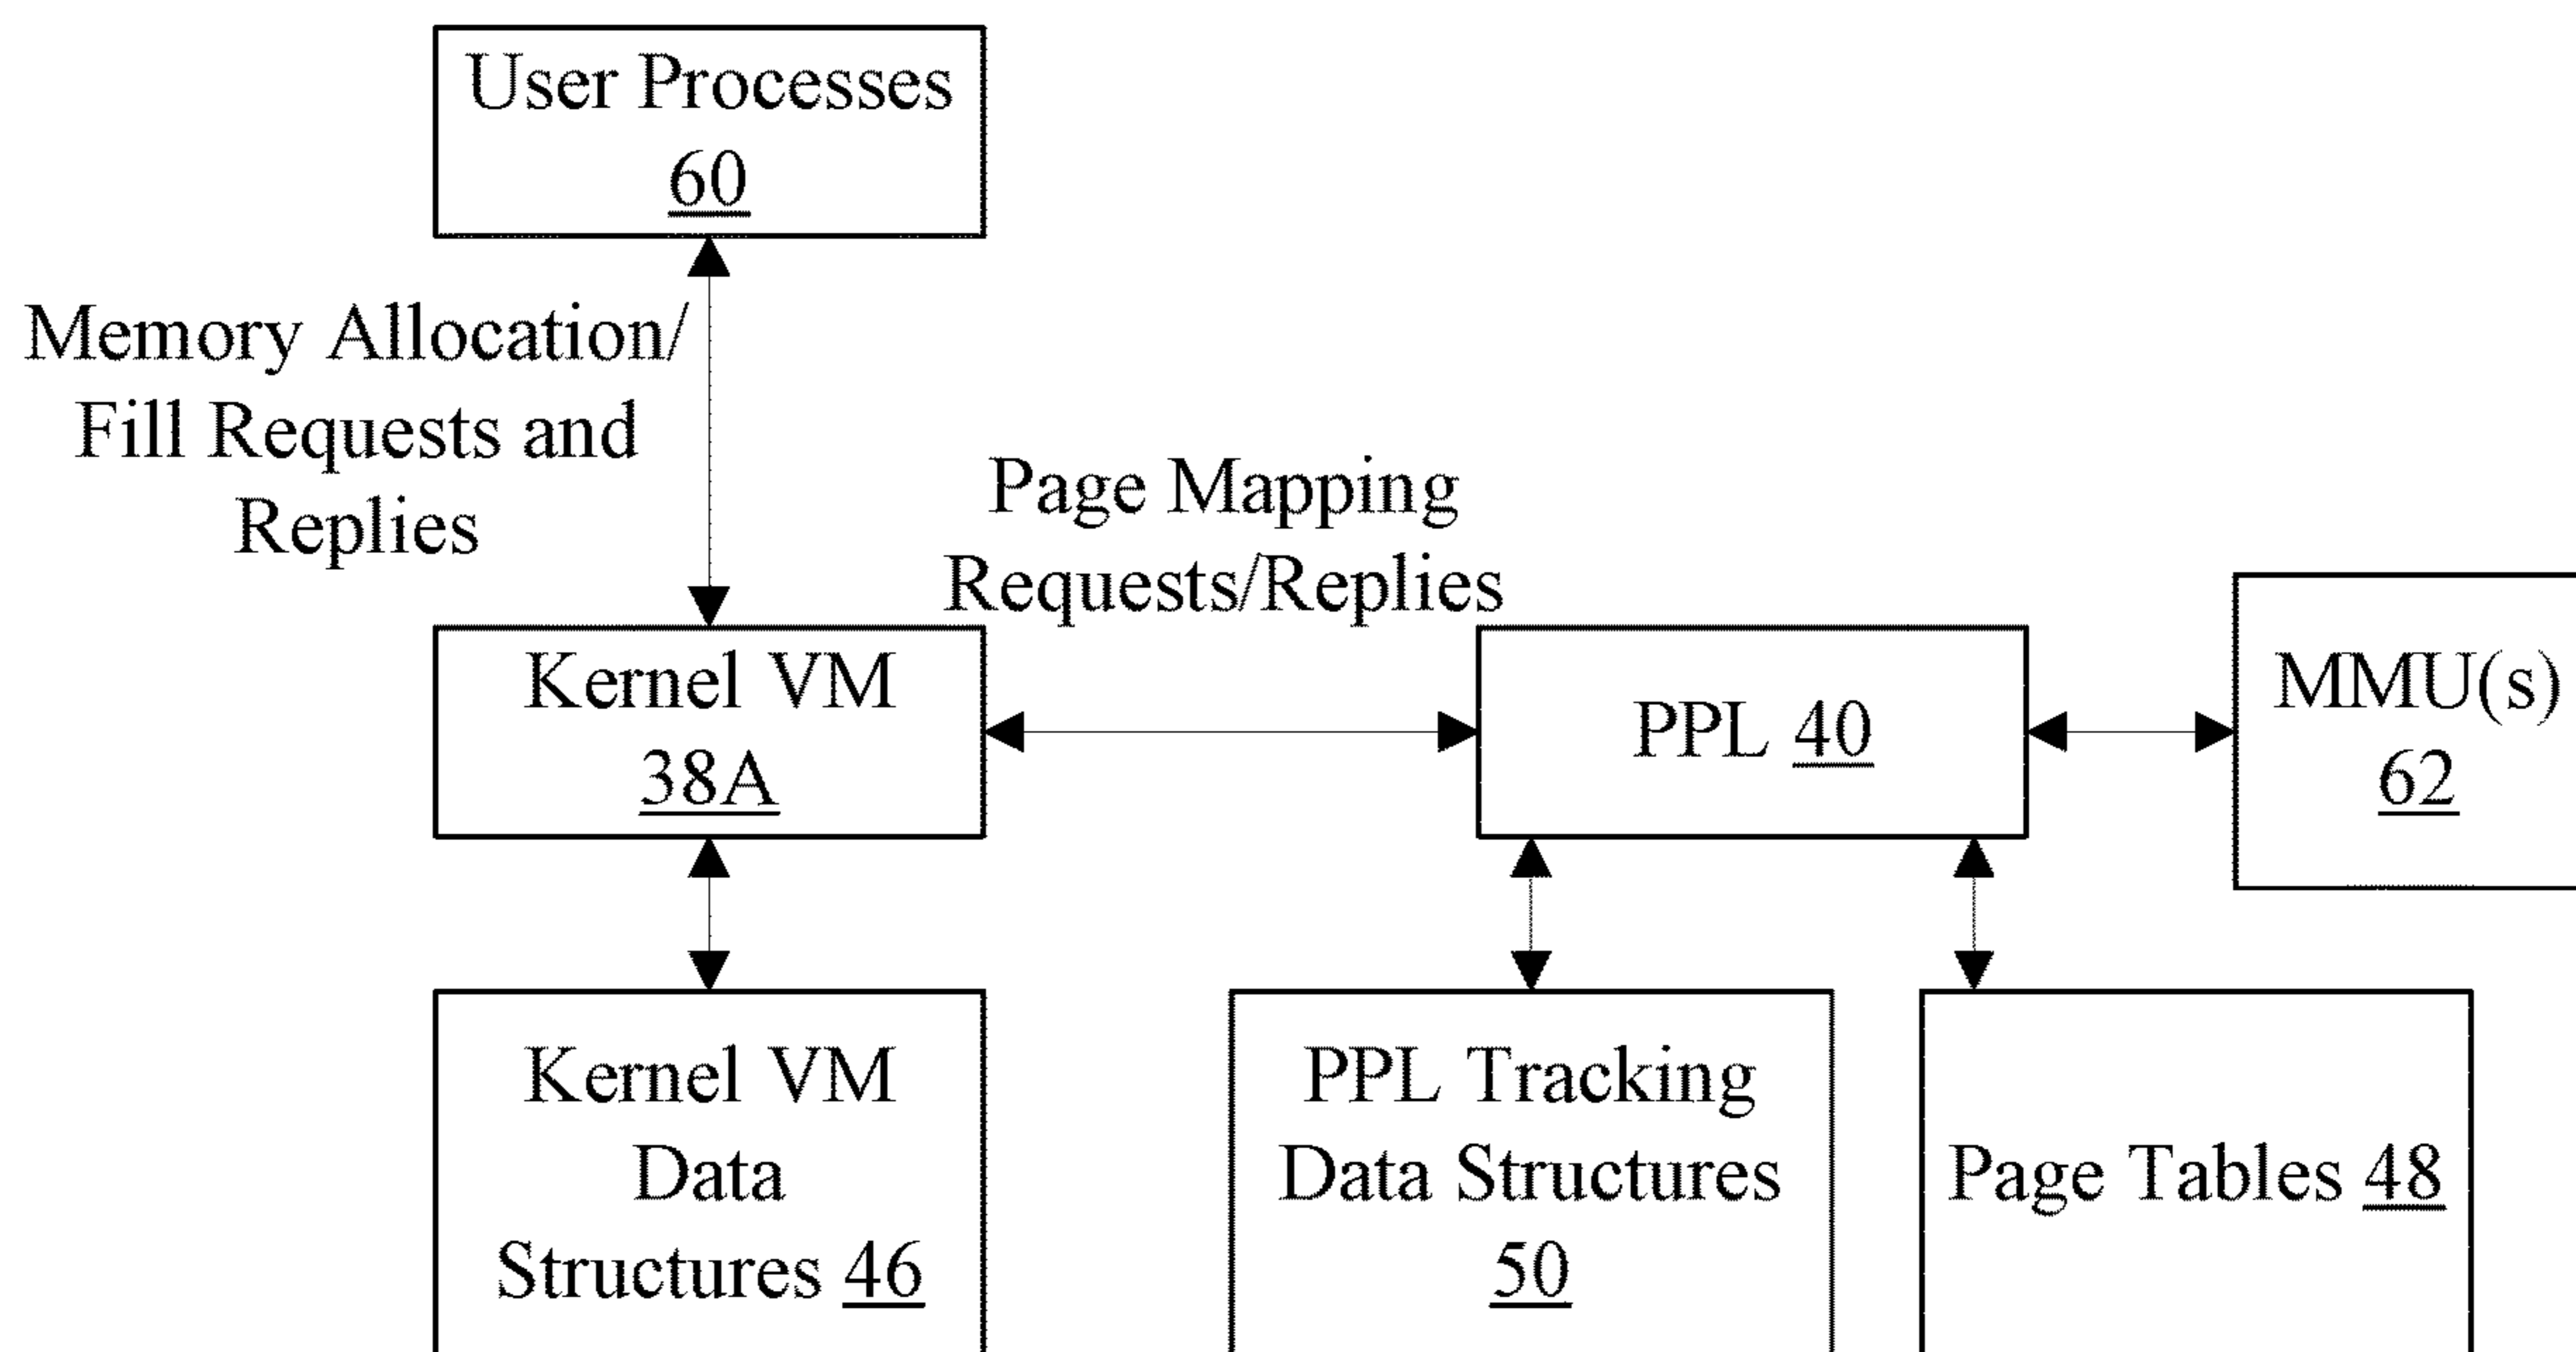 User Processes
60
Memory Allocation/
Fill Requests and
Replies
Page Mapping
Requests/Replies
Kernel VM
38A
PPL 40
MMU(s)
62
Kernel VM
Data
Structures 46
PPL Tracking
Data Structures
50
Page Tables 48